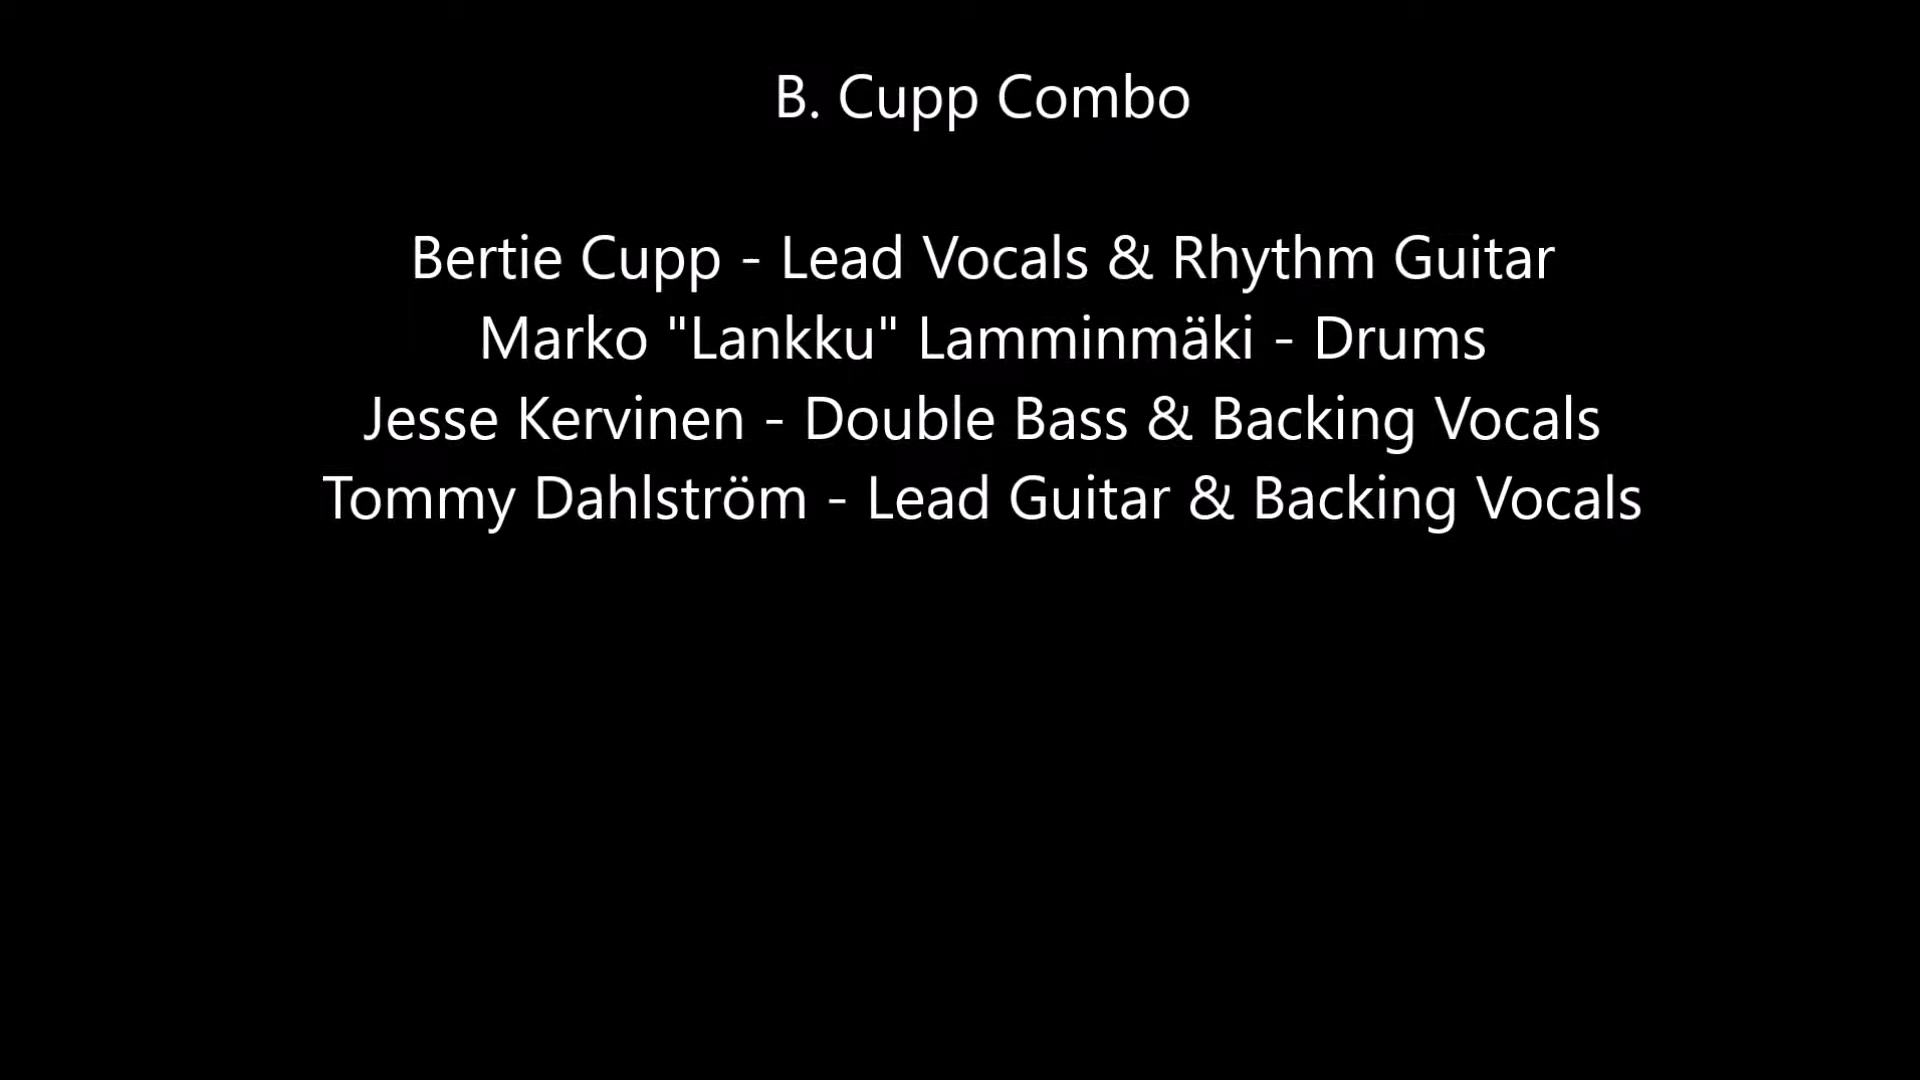 B. Cupp Combo
Bertie Cupp - Lead Vocals & Rhythm Guitar
Marko "Lankku" Lamminmäki - Drums
Jesse Kervinen - Double Bass & Backing Vocals
Tommy Dahlström - Lead Guitar & Backing Vocals